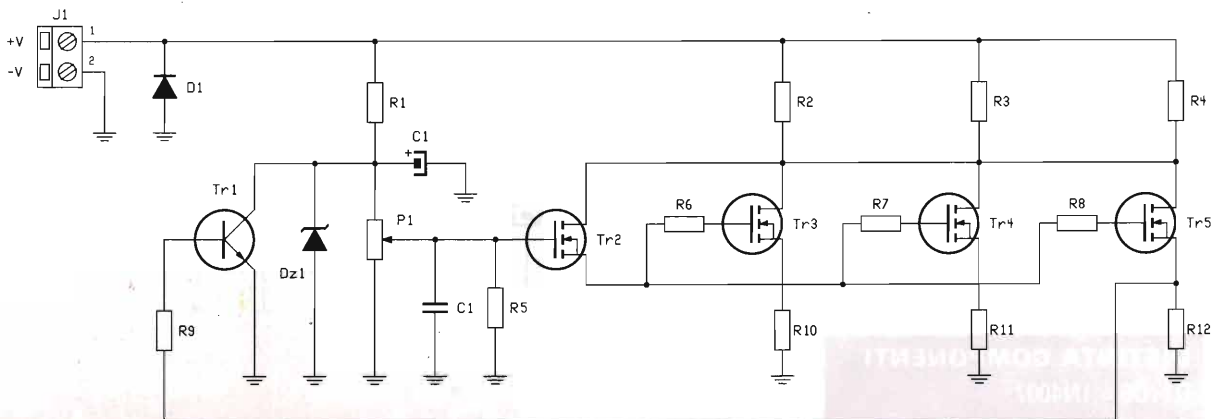 J1
+V
1
-V
2
D1
R1
R2
R3
R4
C1
+
Tr1
P1
R6
R7
R8
Tr2
Tr3
Tr4
Tr5
Dz1
R9
C1
R5
R10
R11
R12